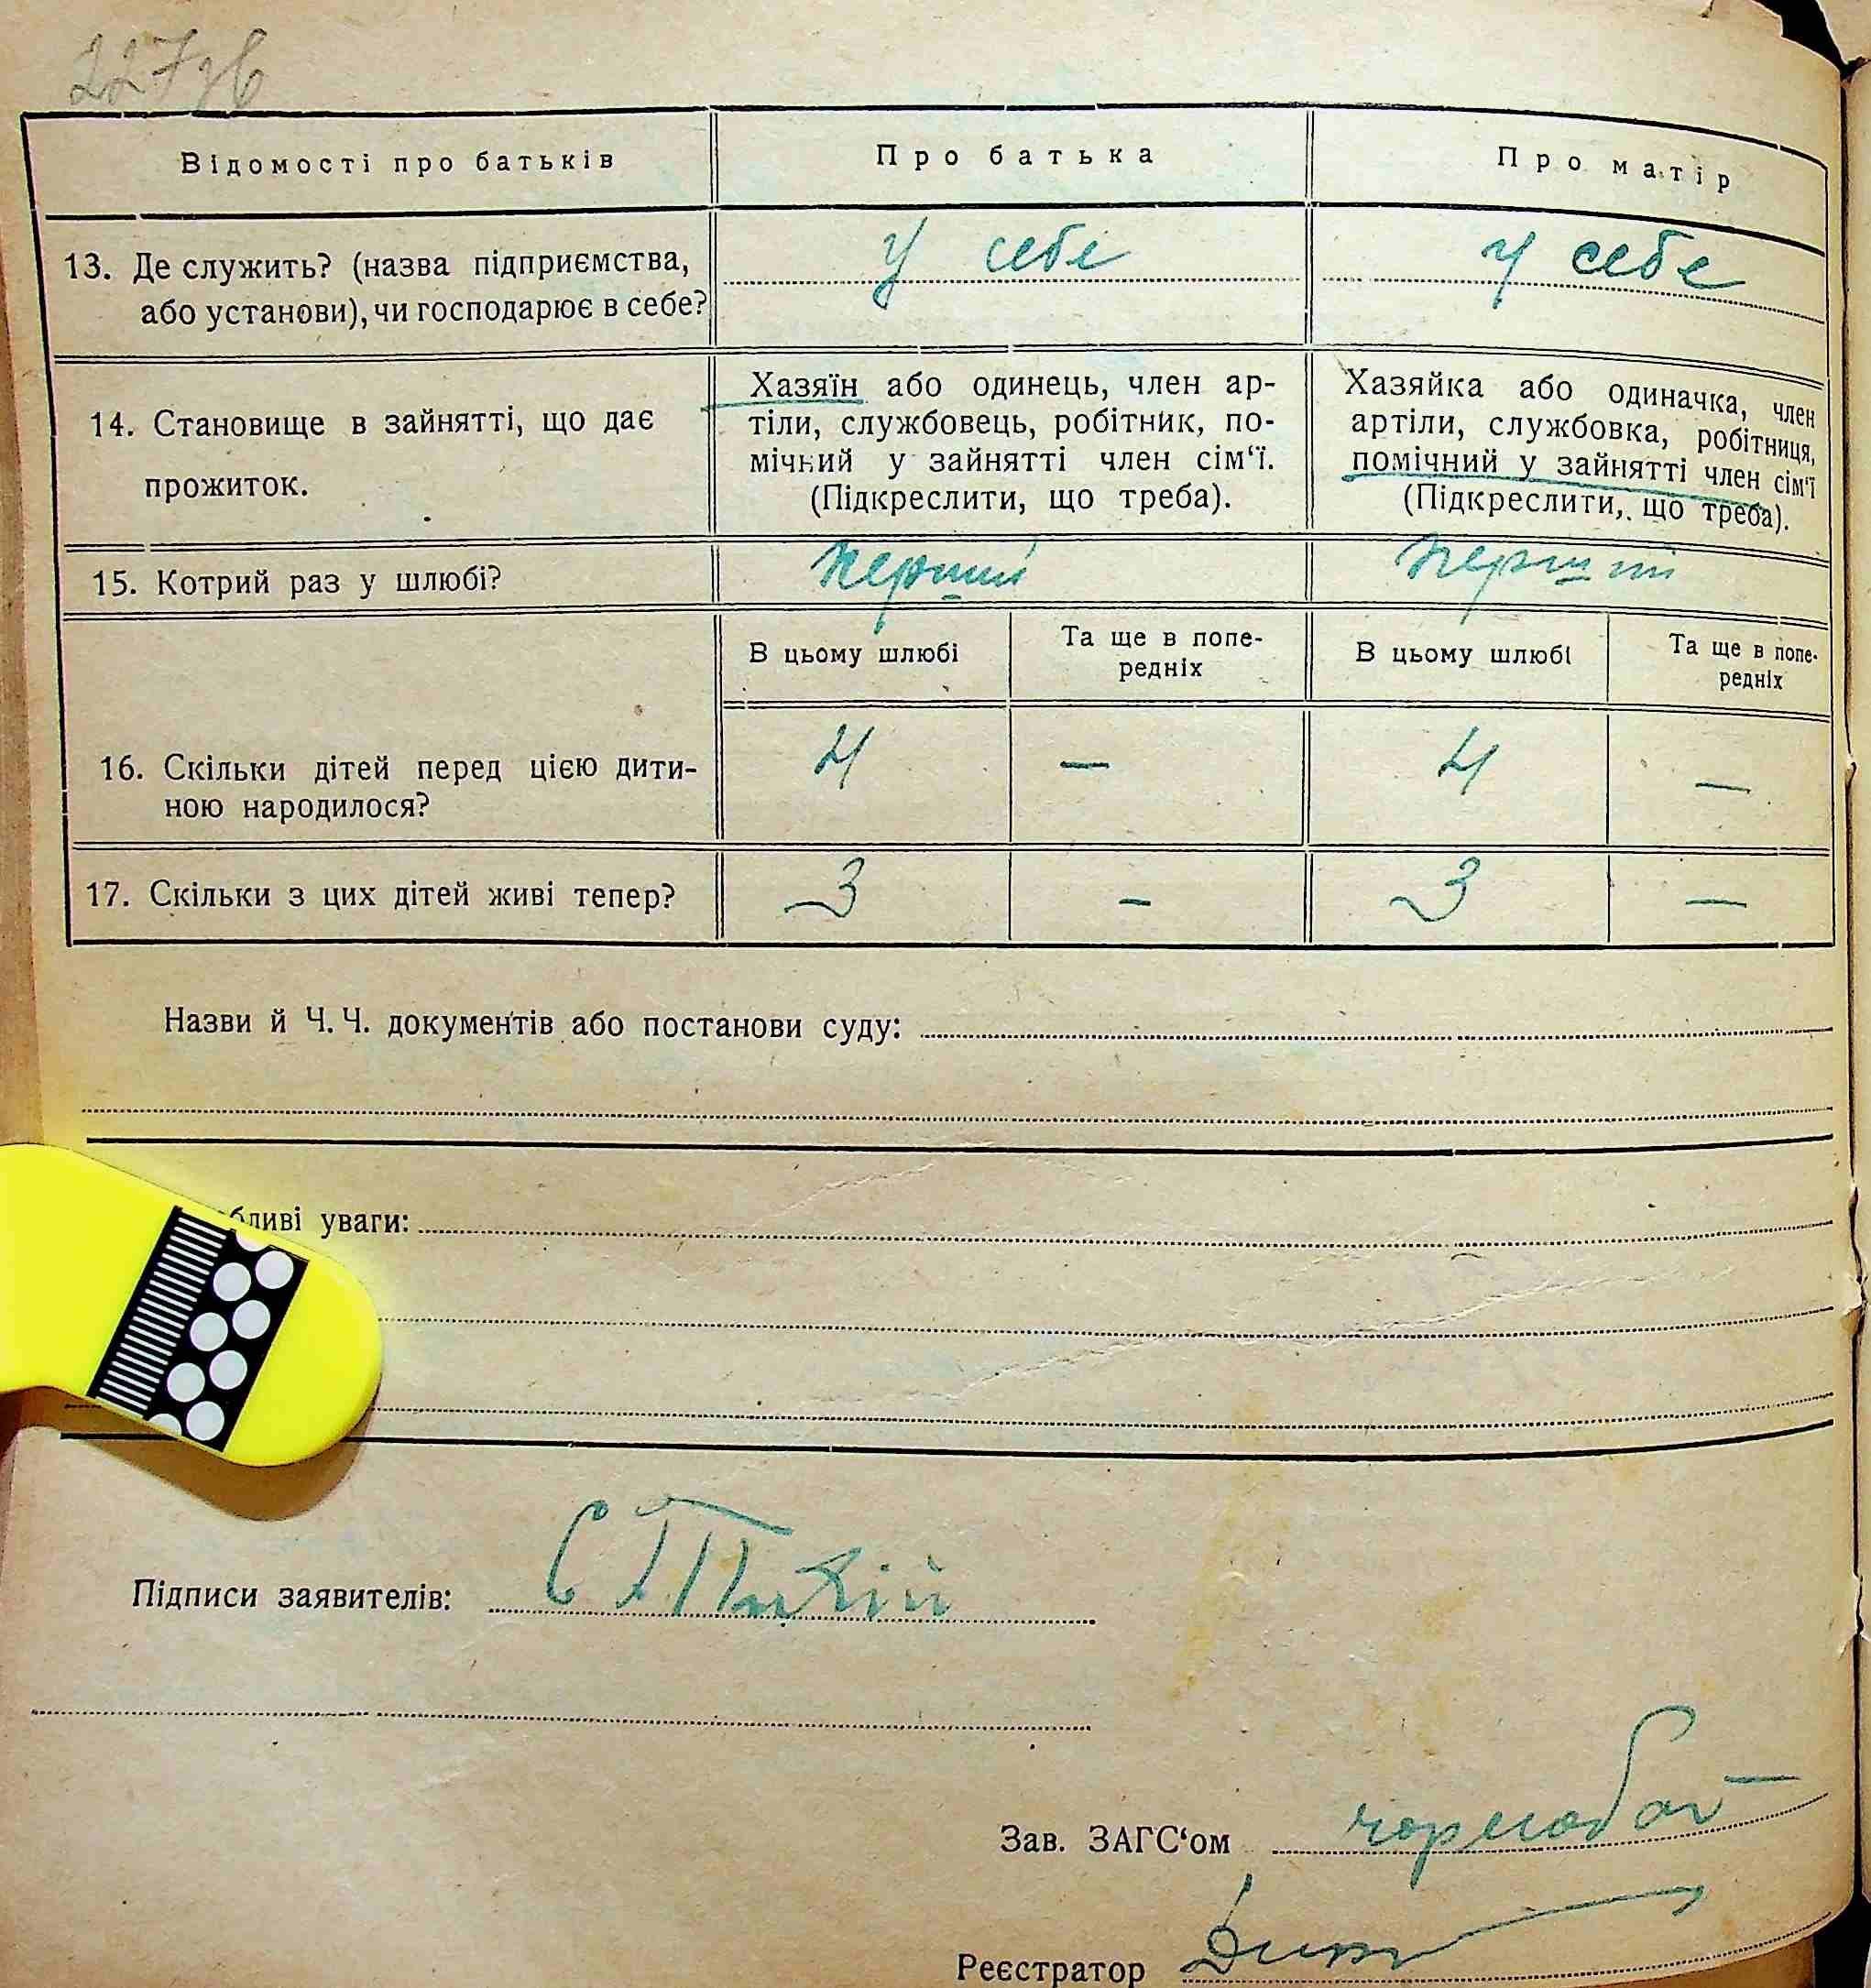 227зв
Відомості про батьків
Про батька
Про матір
13. Де служить? (назва підприємства,
або установи), чи господарює в себе?
у себе
у себе
14. Становище в зайнятті, що дає
прожиток.
Хазяїн або одинець, член ар-
тіли, службовець, робітник, по-
мічний у зайнятті член сім‘ї.
(Підкреслити, що треба).
Хазяйка або одиначка, член
артіли, службовка, робітниця,
помічний у зайнятті член сім‘ї
(Підкреслити, що треба).
15. Котрий раз у шлюбі?
перший
перший
В цьому шлюбі
Та ще в попе-
редніх
В цьому шлюбі
Та ще в попе-
редніх
16. Скільки дітей перед цією дити-
ною народилося?
4
—
4
—
17. Скільки з цих дітей живі тепер?
3
—
3
—
Назви й Ч. Ч. документів або постанови суду:
бливі уваги:
Підписи заявителів:
Зав. ЗАГС‘ом
Реєстратор